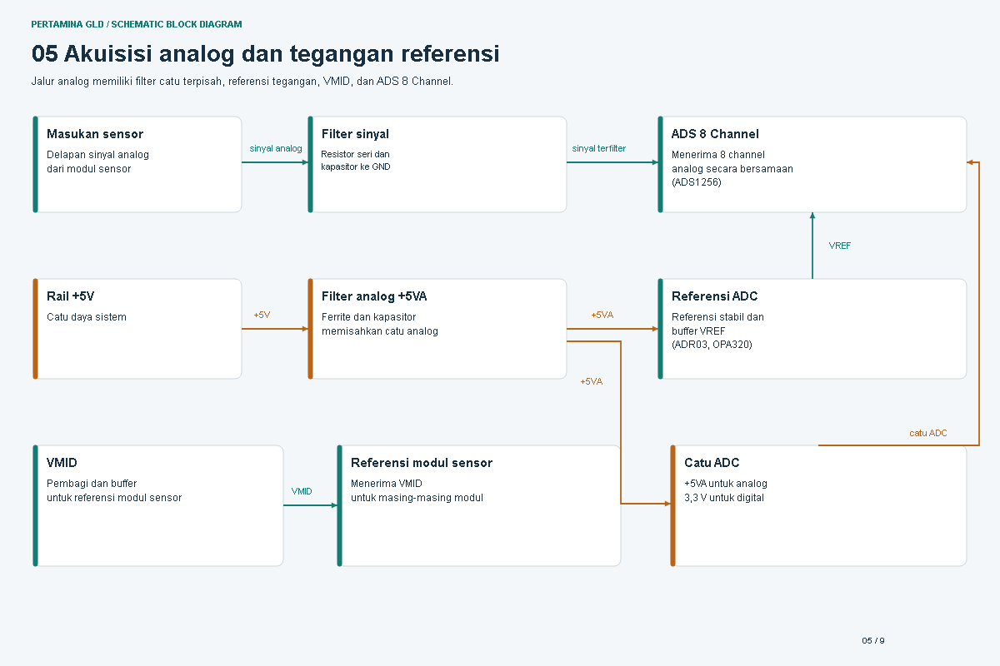 PERTAMINA GLD / SCHEMATIC BLOCK DIAGRAM
05 Akuisisi analog dan tegangan referensi
Jalur analog memiliki filter catu terpisah, referensi tegangan, VMID, dan ADS 8 Channel.
Masukan sensor
Delapan sinyal analog
dari modul sensor
sinyal analog
Filter sinyal
Resistor seri dan
kapasitor ke GND
sinyal terfilter
ADS 8 Channel
Menerima 8 channel
analog secara bersamaan
(ADS1256)
VREF
Rail +5V
Catu daya sistem
+5V
Filter analog +5VA
Ferrite dan kapasitor
memisahkan catu analog
+5VA
+5VA
Referensi ADC
Referensi stabil dan
buffer VREF
(ADR03, OPA320)
catu ADC
VMID
Pembagi dan buffer
untuk referensi modul sensor
VMID
Referensi modul sensor
Menerima VMID
untuk masing-masing modul
Catu ADC
+5VA untuk analog
3,3 V untuk digital
05 / 9